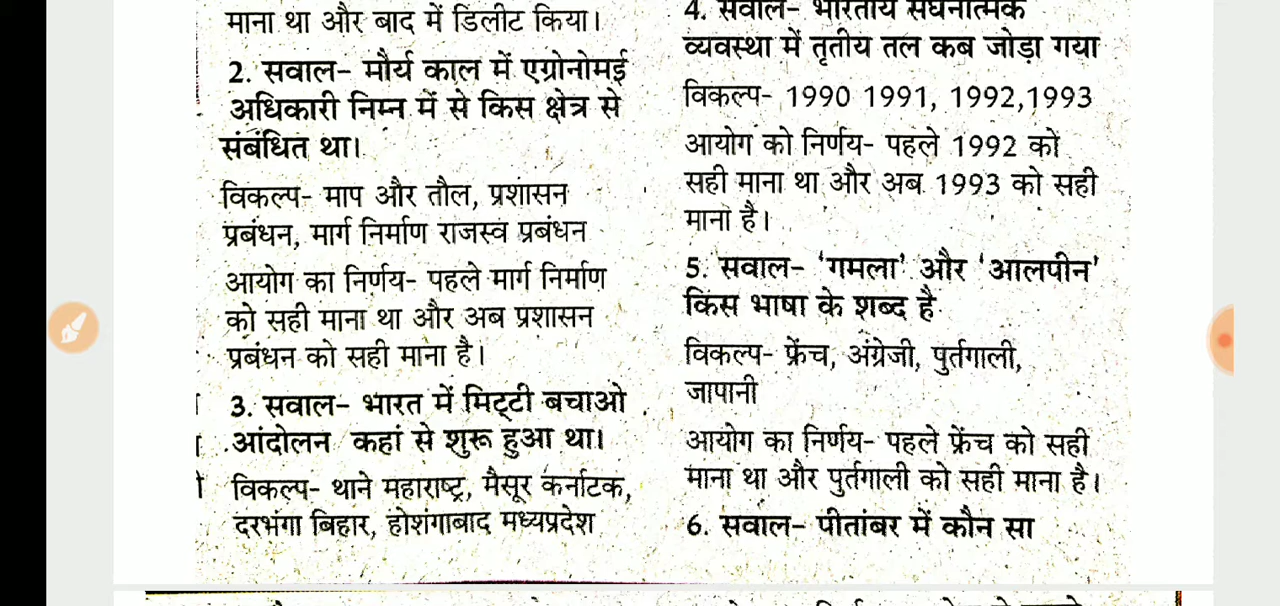 माना था और बाद में डिलीट किया।
2. सवाल- मौर्य काल में एग्रोनोमई
अधिकारी निम्न में से किस क्षेत्र से
संबंधित था।
विकल्प- माप और तौल, प्रशासन
प्रबंधन, मार्ग निर्माण राजस्व प्रबंधन
आयोग का निर्णय- पहले मार्ग निर्माण
को सही माना था और अब प्रशासन
प्रबंधन को सही माना है।
3. सवाल- भारत में मिट्टी बचाओ
आंदोलन कहां से शुरू हुआ था।
विकल्प- थाने महाराष्ट्र, मैसूर कर्नाटक,
दरभंगा बिहार, होशंगाबाद मध्यप्रदेश
4. सवाल- भारतीय संघनात्मक
व्यवस्था में तृतीय तल कब जोड़ा गया
विकल्प- 1990 1991, 1992,1993
आयोग को निर्णय- पहले 1992 को
सही माना था और अब 1993 को सही
माना है।
5. सवाल- 'गमला' और 'आलपीन'
किस भाषा के शब्द है
विकल्प- फ्रेंच, अंग्रेजी, पुर्तगाली,
जापानी
आयोग का निर्णय- पहले फ्रेंच को सही
माना था और पुर्तगाली को सही माना है।
6. सवाल- पीतांबर में कौन सा